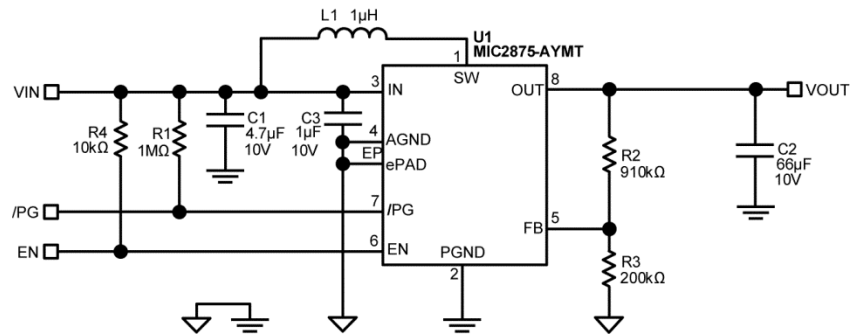 L1 1µH
U1
MIC2875-AYMT
1
SW
VIN
3
IN
OUT
8
VOUT
R4
10kΩ
R1
1MΩ
C1
4.7µF
10V
C3
1µF
10V
4
AGND
EP
ePAD
R2
910kΩ
C2
66µF
10V
/PG
7
/PG
5
FB
EN
6
EN
PGND
2
R3
200kΩ